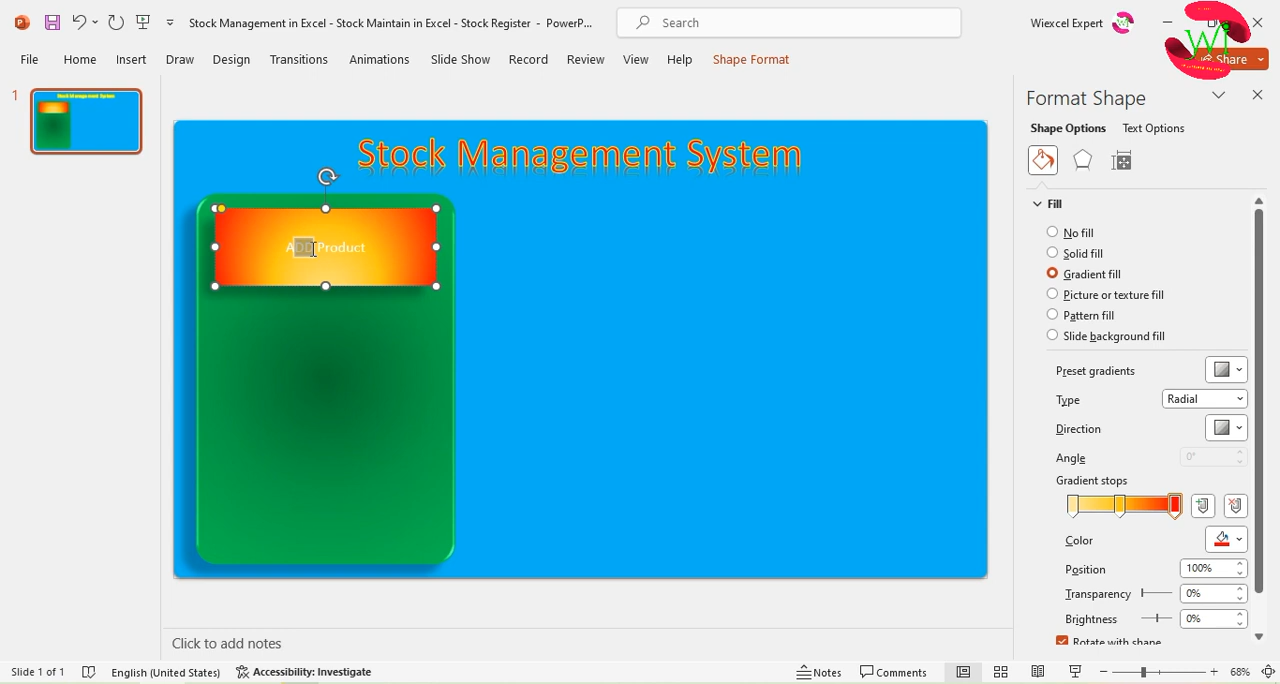 Stock Management in Excel - Stock Maintain in Excel - Stock Register - PowerP...
Search
Wiexcel Expert
File Home Insert Draw Design Transitions Animations Slide Show Record Review View Help Shape Format
Share
1
Stock Management System
Stock Management System
ADD Product
Format Shape
Shape Options Text Options
Fill
No fill
Solid fill
Gradient fill
Picture or texture fill
Pattern fill
Slide background fill
Preset gradients
Type Radial
Direction
Angle 0°
Gradient stops
Color
Position 100%
Transparency 0%
Brightness 0%
Rotate with shape
Click to add notes
Slide 1 of 1 English (United States) Accessibility: Investigate Notes Comments 68%